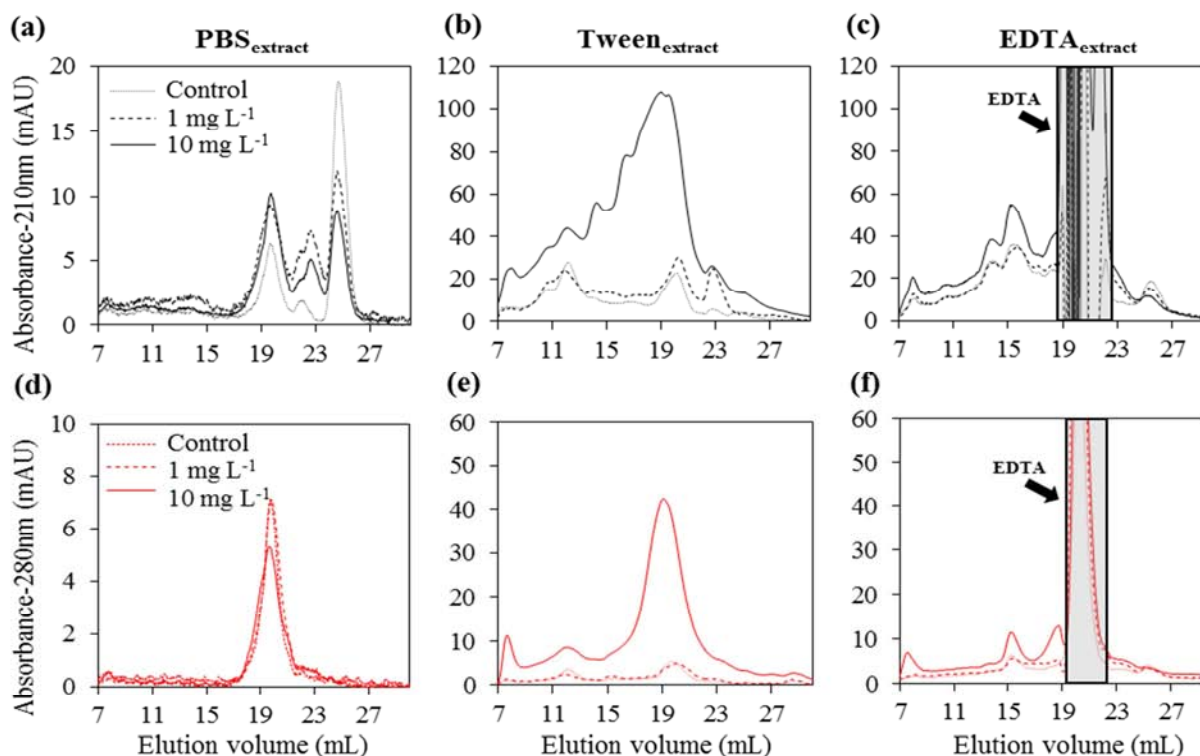 (a) PBSextract
(b) Tweenextract
(c) EDTAextract
Absorbance-210nm (mAU)
20
15
10
5
0
Control
1 mg L-1
10 mg L-1
7 11 15 19 23 27
120
100
80
60
40
20
0
7 11 15 19 23 27
120
100
80
60
40
20
0
EDTA
7 11 15 19 23 27
(d)
(e)
(f)
Absorbance-280nm (mAU)
10
8
6
4
2
0
Control
1 mg L-1
10 mg L-1
7 11 15 19 23 27
Elution volume (mL)
60
50
40
30
20
10
0
7 11 15 19 23 27
Elution volume (mL)
60
50
40
30
20
10
0
EDTA
7 11 15 19 23 27
Elution volume (mL)